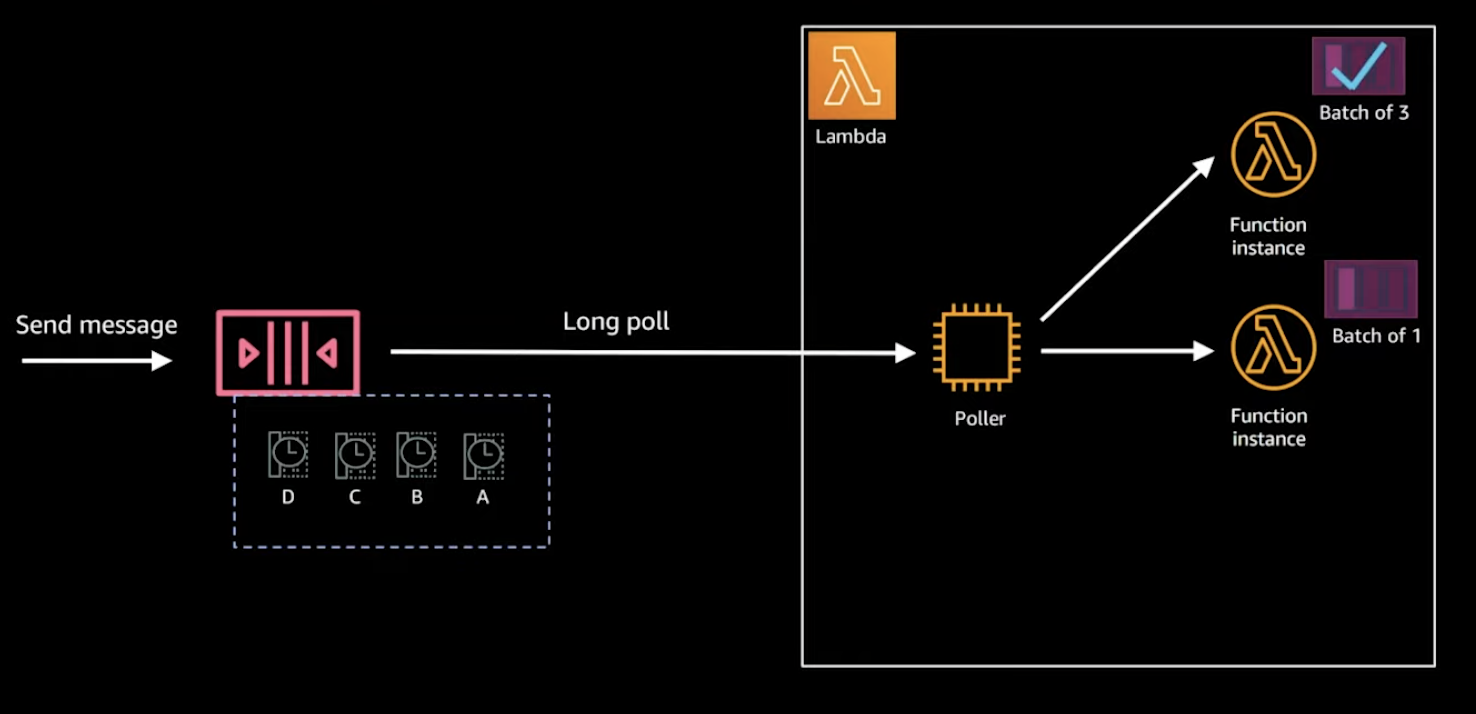 Lambda
Batch of 3
Function
instance
Send message
Long poll
Batch of 1
Poller
Function
instance
D C B A